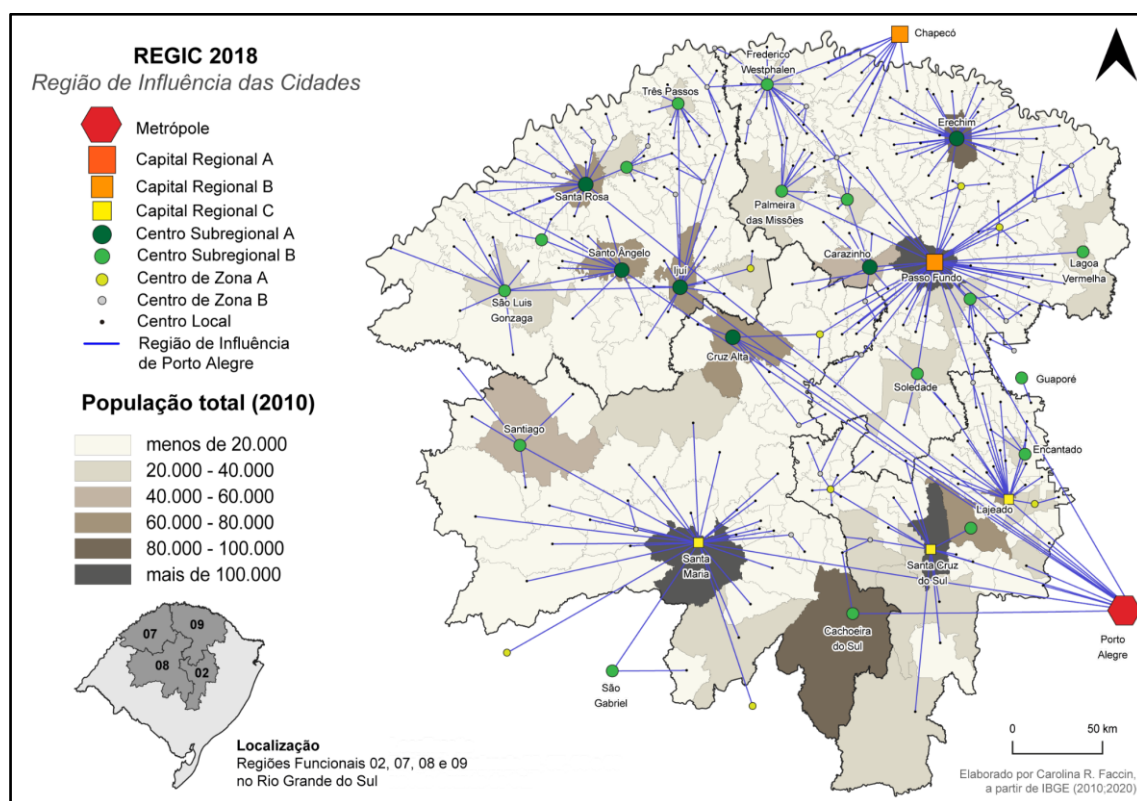 REGIC 2018
Região de Influência das Cidades
Metrópole
Capital Regional A
Capital Regional B
Capital Regional C
Centro Subregional A
Centro Subregional B
Centro de Zona A
Centro de Zona B
Centro Local
Região de Influência
de Porto Alegre
População total (2010)
menos de 20.000
20.000 - 40.000
40.000 - 60.000
60.000 - 80.000
80.000 - 100.000
mais de 100.000
07
09
08
02
Localização
Regiões Funcionais 02, 07, 08 e 09
no Rio Grande do Sul
Chapecó
Frederico
Westphalen
Três Passos
Erechim
Santa Rosa
Palmeira
das Missões
Santo Ângelo
Ijuí
Carazinho
Passo Fundo
Lagoa
Vermelha
São Luis
Gonzaga
Cruz Alta
Soledade
Guaporé
Santiago
Encantado
Lajeado
Santa
Maria
Santa Cruz
do Sul
Cachoeira
do Sul
Porto
Alegre
São
Gabriel
0
50 km
Elaborado por Carolina R. Faccin,
a partir de IBGE (2010;2020)